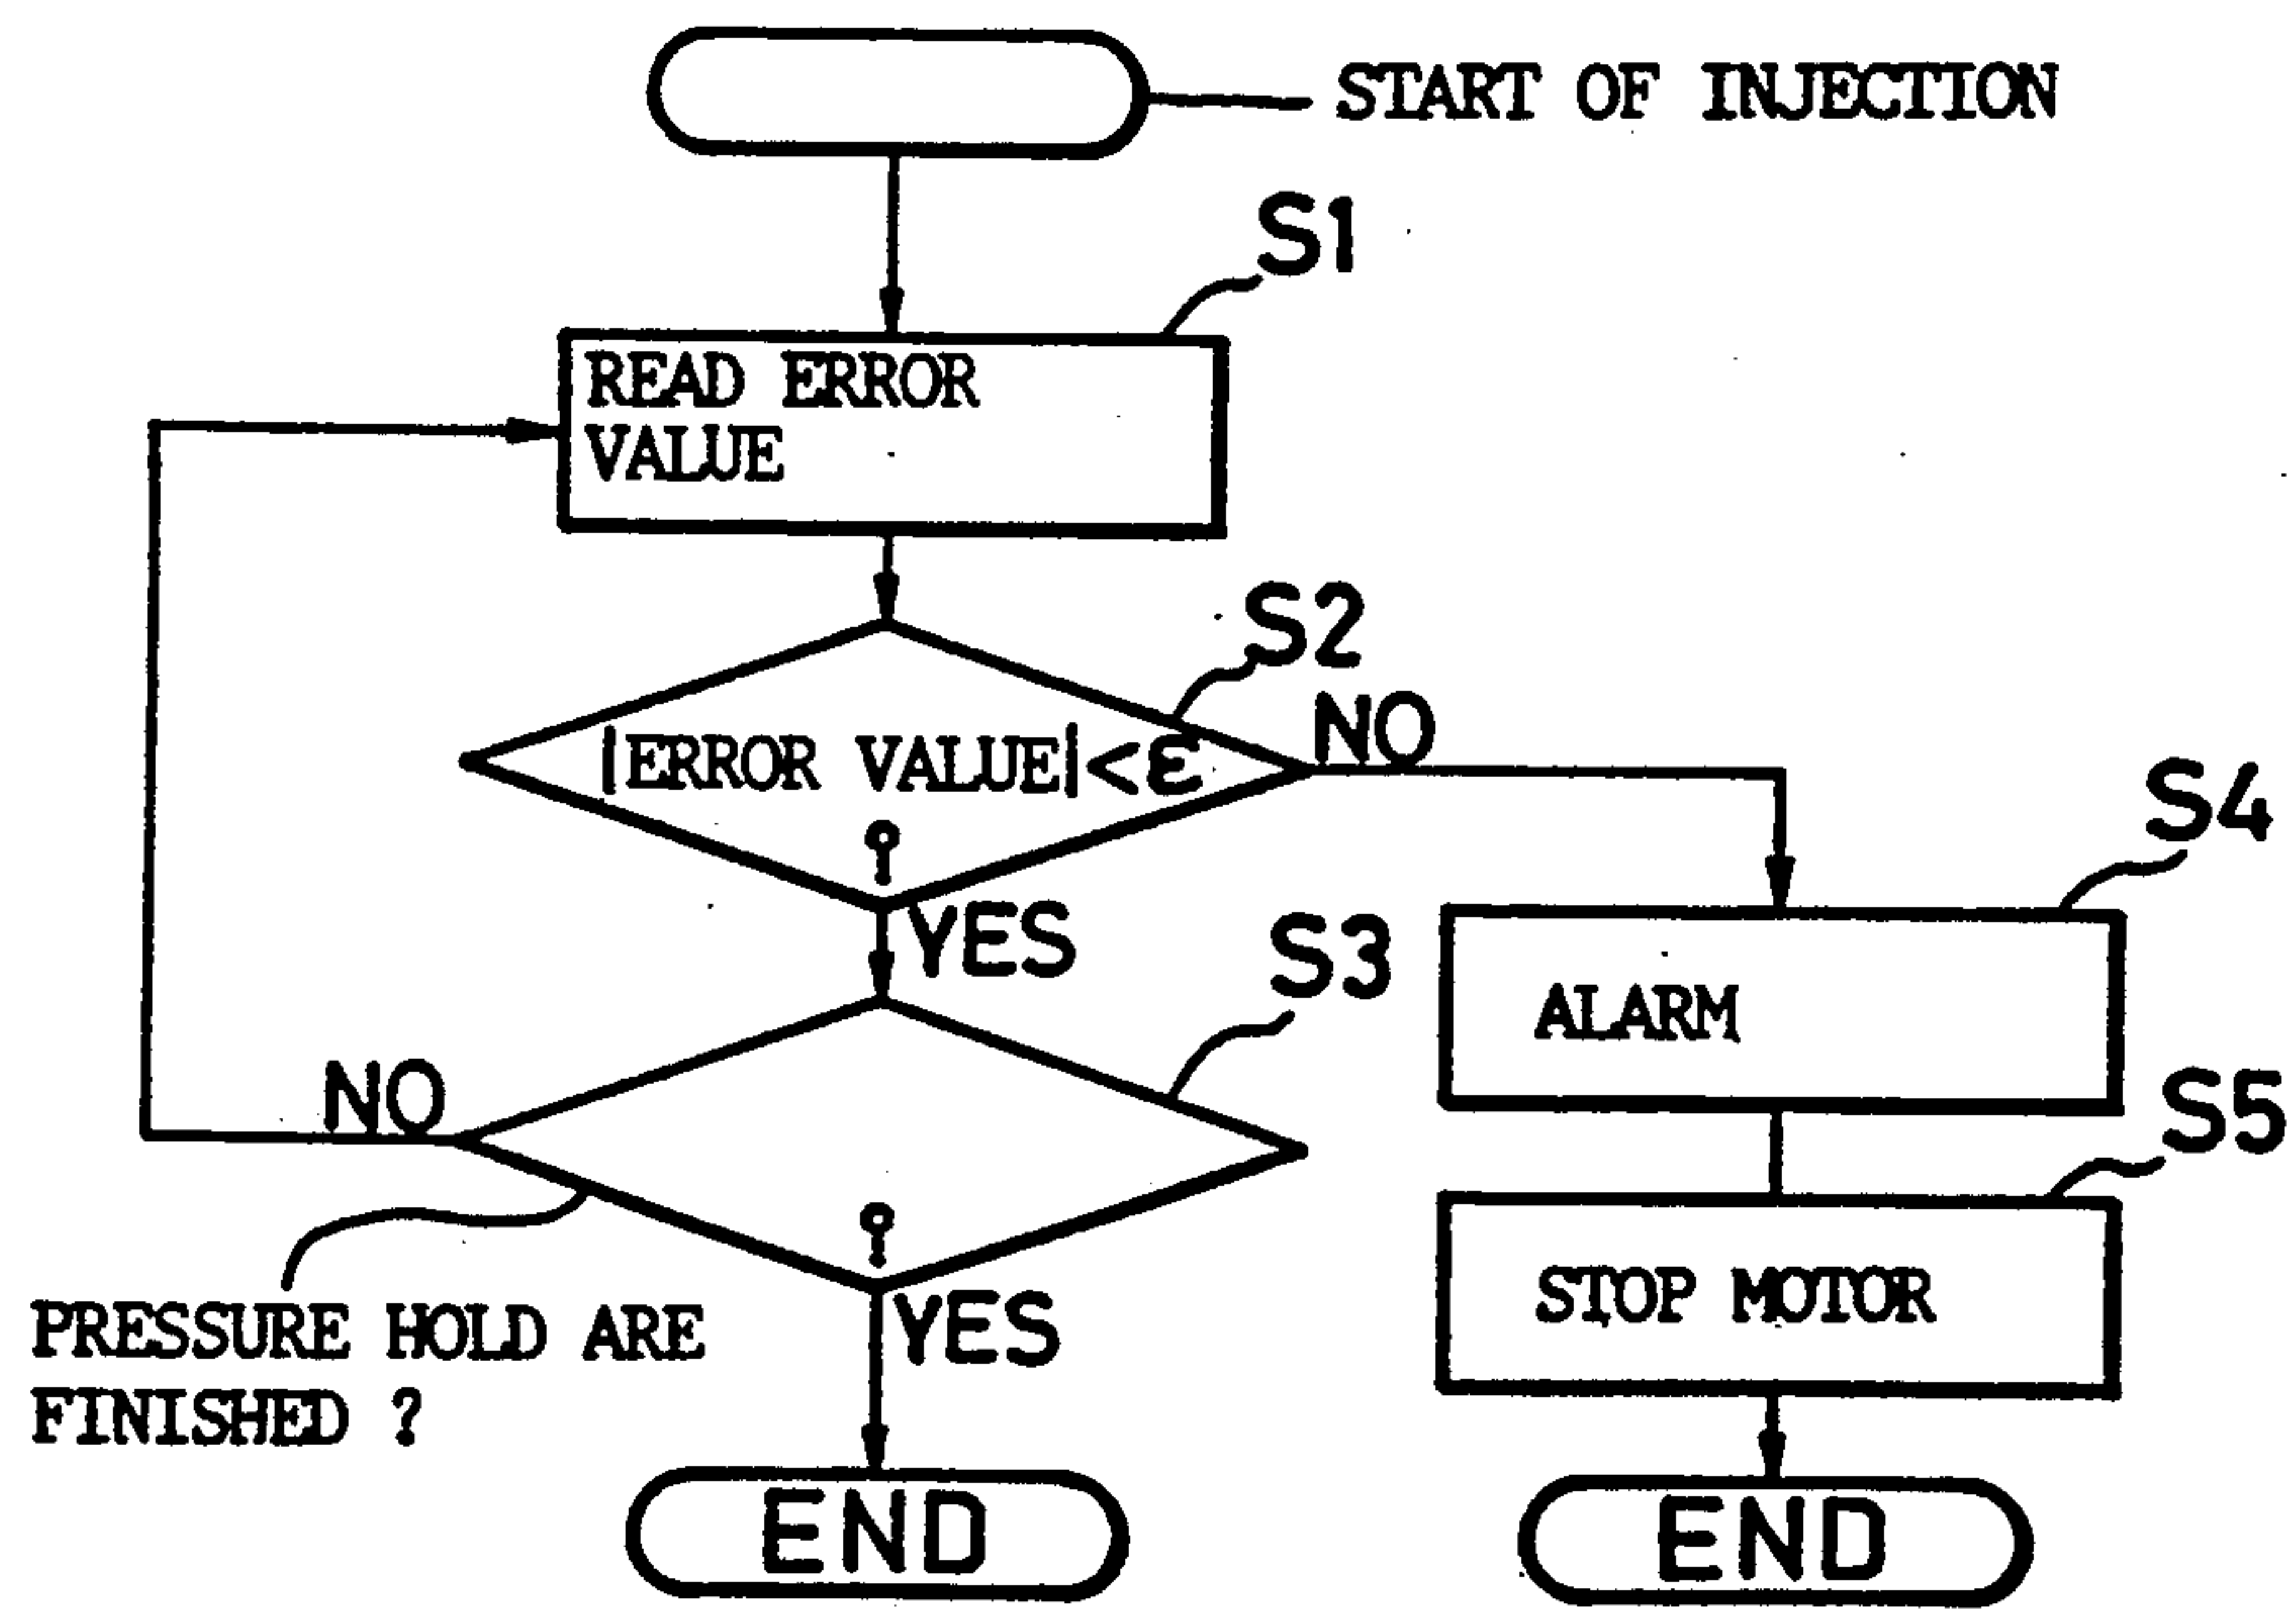 START OF INJECTION
S1
READ ERROR
VALUE
S2
|ERROR VALUE|<ε
?
NO
YES
S3
S4
ALARM
NO
?
S5
STOP MOTOR
PRESSURE HOLD ARE
FINISHED ?
YES
END
END